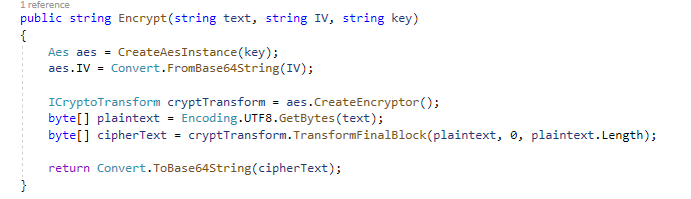 1 reference
public string Encrypt(string text, string IV, string key)
{
Aes aes = CreateAesInstance(key);
aes.IV = Convert.FromBase64String(IV);
ICryptoTransform cryptTransform = aes.CreateEncryptor();
byte[] plaintext = Encoding.UTF8.GetBytes(text);
byte[] cipherText = cryptTransform.TransformFinalBlock(plaintext, 0, plaintext.Length);
return Convert.ToBase64String(cipherText);
}